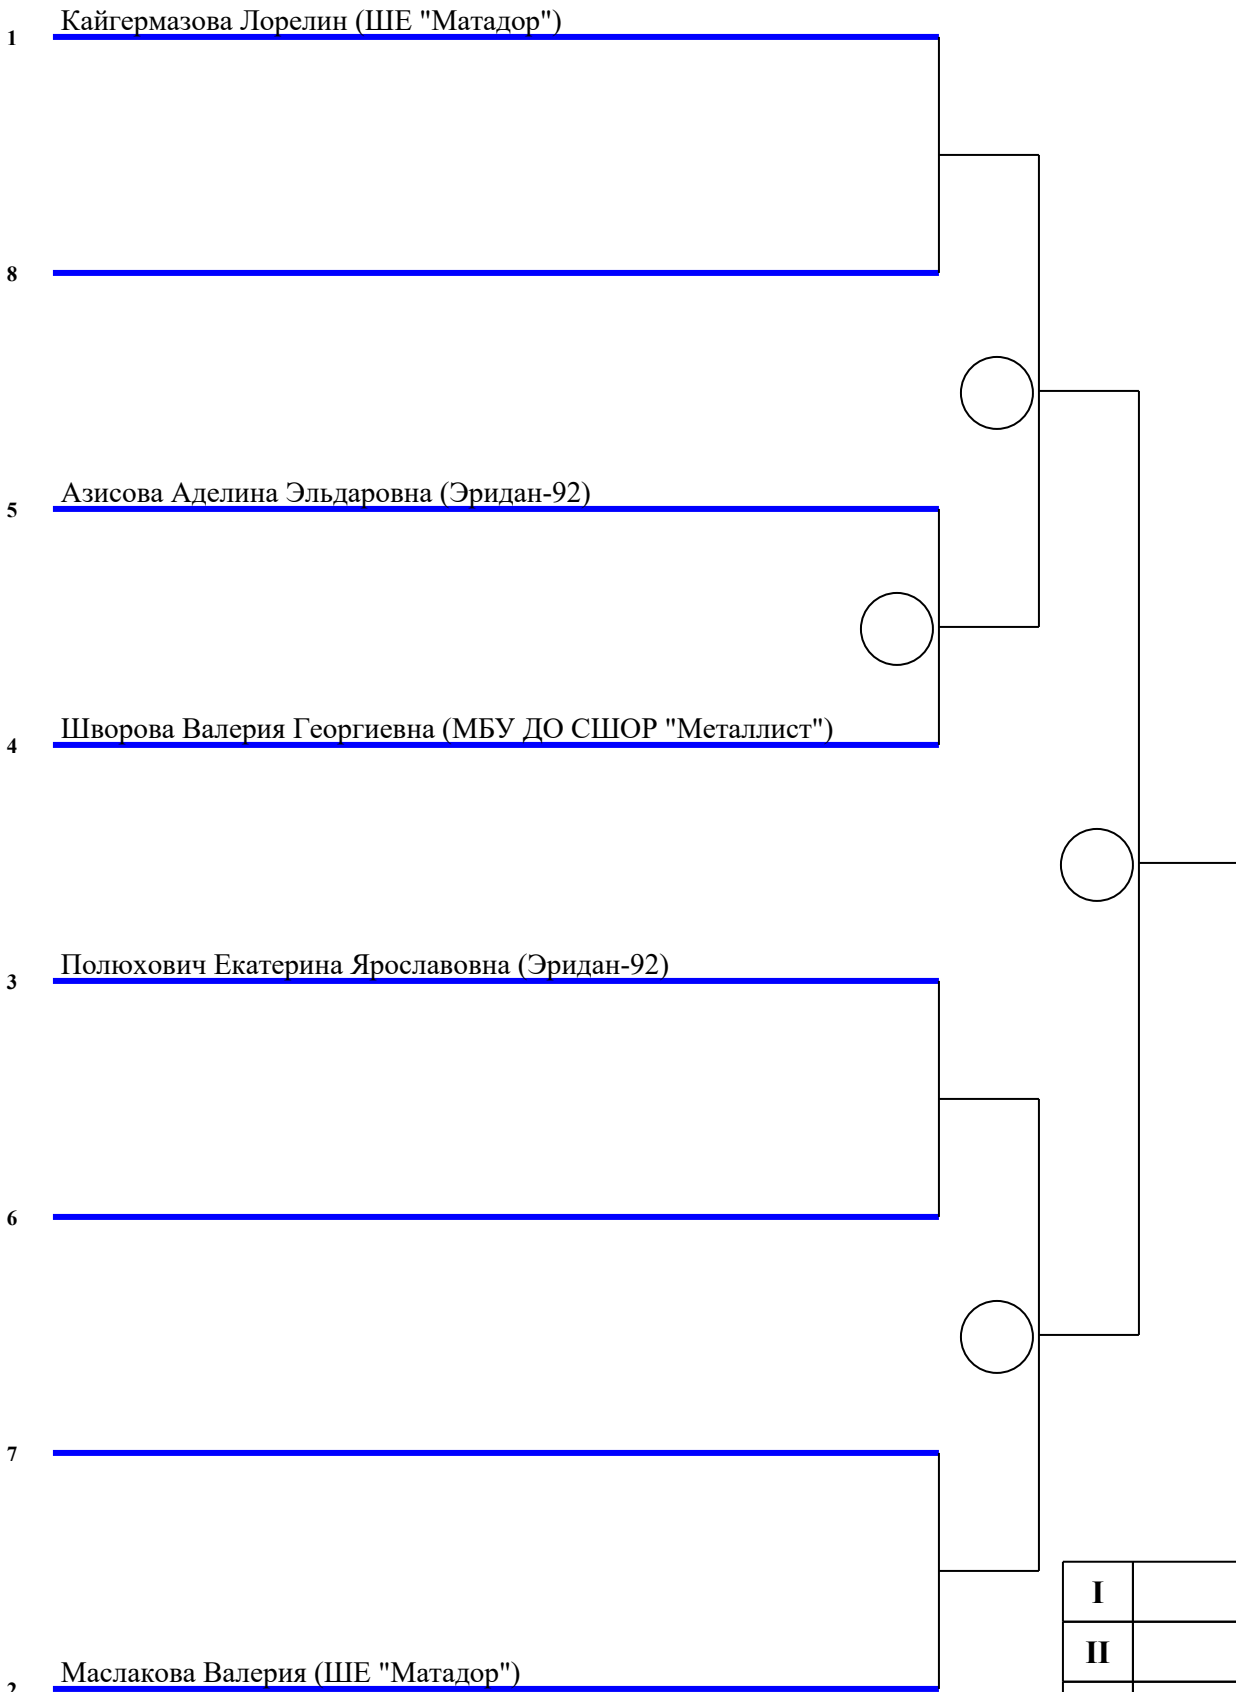 Кайгермазова Лорелин (ШЕ "Матадор")
1
8
Азисова Аделина Эльдаровна (Эридан-92)
5
Шворова Валерия Георгиевна (МБУ ДО СШОР "Металлист")
4
Полюхович Екатерина Ярославовна (Эридан-92)
3
6
7
I
II
Маслакова Валерия (ШЕ "Матадор")
2